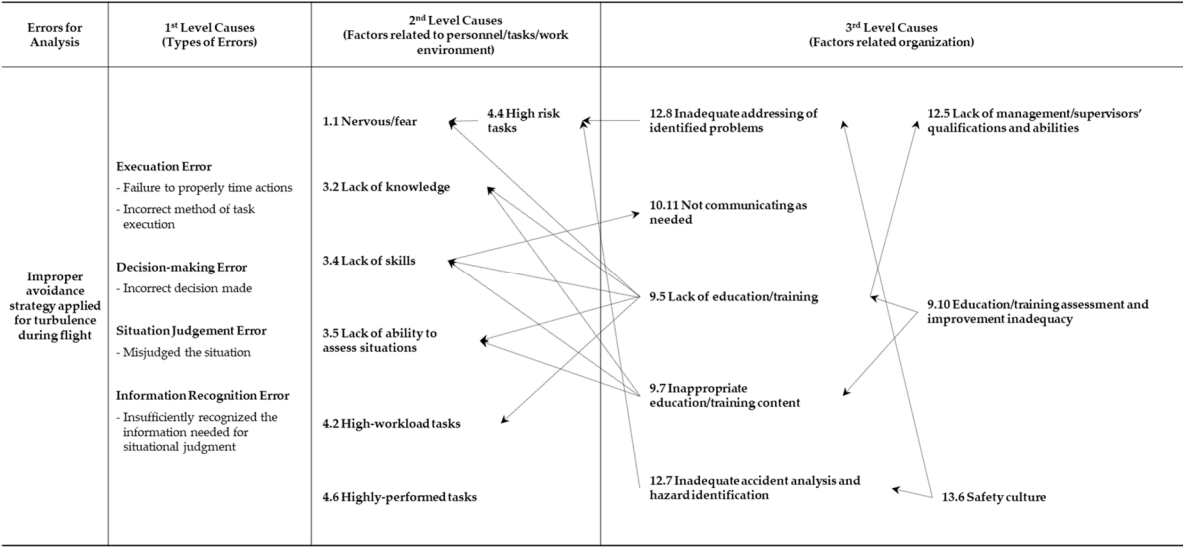 Errors for
Analysis
1st Level Causes
(Types of Errors)
2nd Level Causes
(Factors related to personnel/tasks/work
environment)
3rd Level Causes
(Factors related organization)
Improper
avoidance
strategy applied
for turbulence
during flight
Execuation Error
- Failure to properly time actions
- Incorrect method of task
execution
Decision-making Error
- Incorrect decision made
Situation Judgement Error
- Misjudged the situation
Information Recognition Error
- Insufficiently recognized the
information needed for
situational judgment
1.1 Nervous/fear
4.4 High risk
tasks
3.2 Lack of knowledge
3.4 Lack of skills
3.5 Lack of ability to
assess situations
4.2 High-workload tasks
4.6 Highly-performed tasks
12.8 Inadequate addressing of
identified problems
10.11 Not communicating as
needed
9.5 Lack of education/training
9.7 Inappropriate
education/training content
12.7 Inadequate accident analysis and
hazard identification
12.5 Lack of management/supervisors'
qualifications and abilities
9.10 Education/training assessment and
improvement inadequacy
13.6 Safety culture